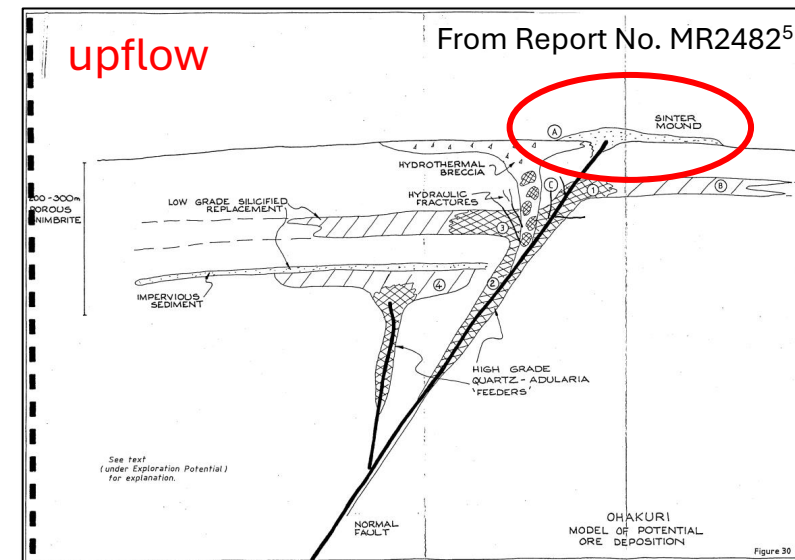 upflow
From Report No. MR2482⁵
A
SINTER
MOUND
HYDROTHERMAL
BRECCIA
C
1
B
HYDRAULIC
FRACTURES
LOW GRADE SILICIFIED
REPLACEMENT
-300m
POROUS
3
IMPERVIOUS
SEDIMENT
4
2
HIGH GRADE
QUARTZ-ADULARIA
'FEEDERS'
See text
(under Exploration Potential)
for explanation.
NORMAL
FAULT
OHAKURI
MODEL OF POTENTIAL
ORE DEPOSITION
Figure 30